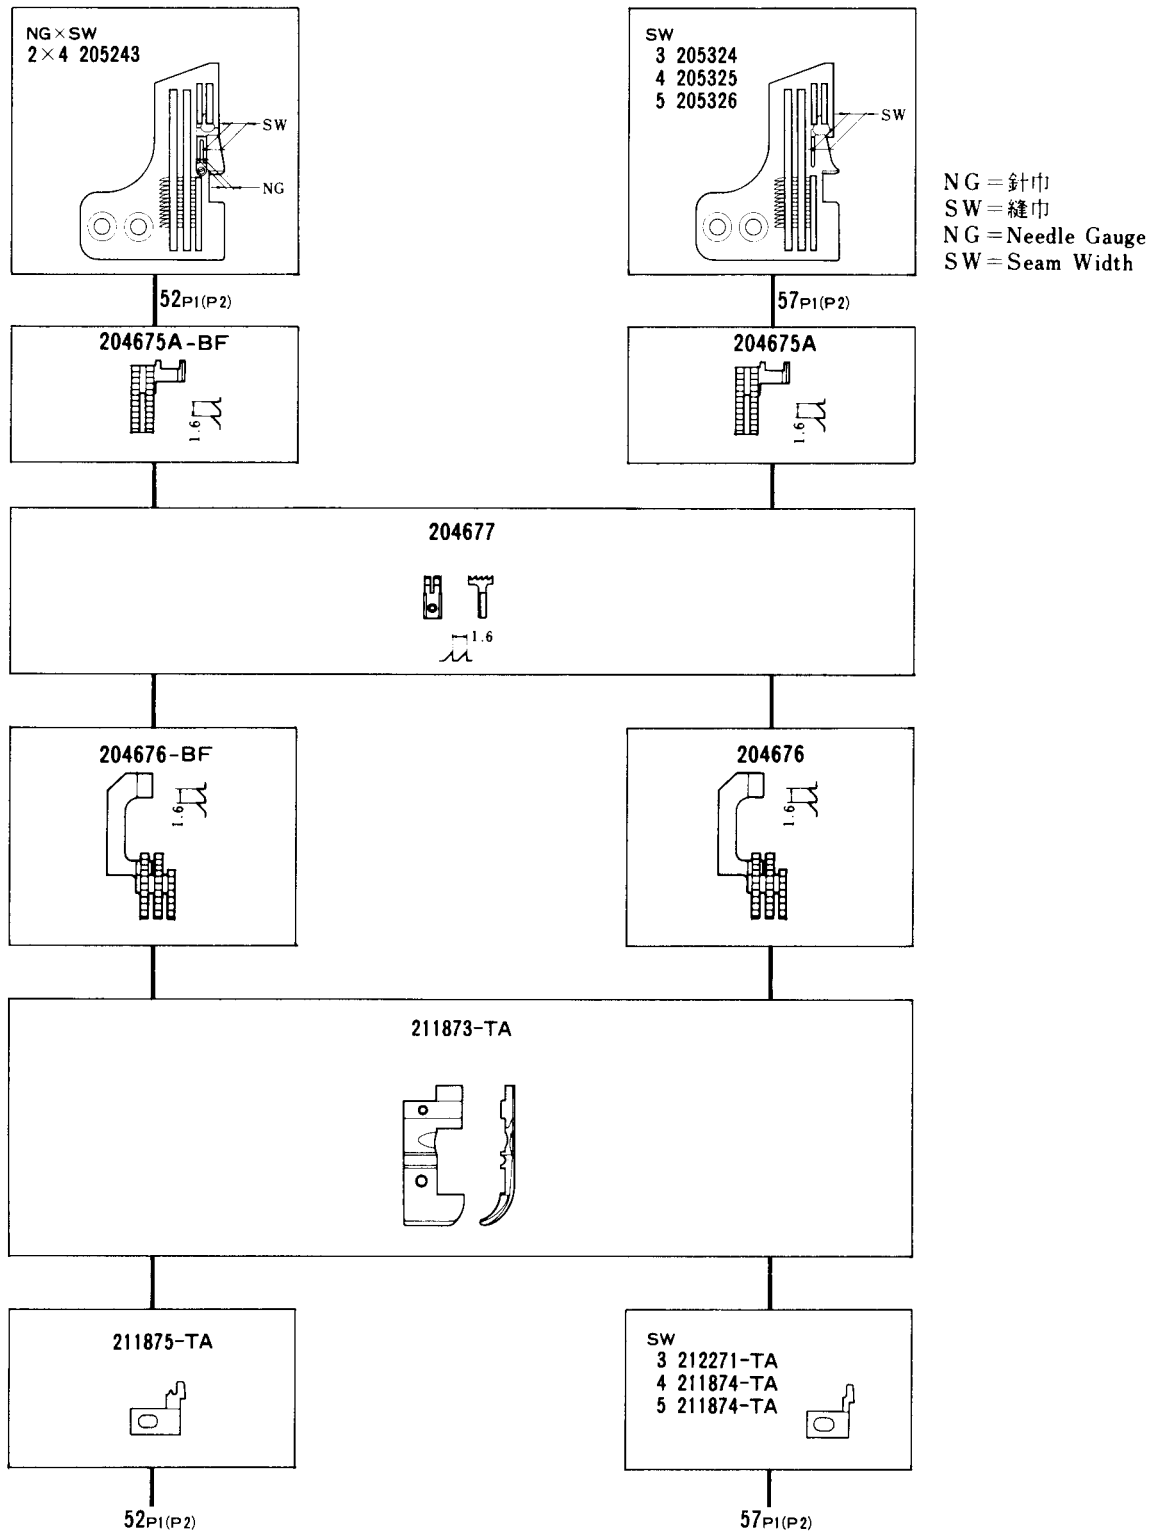 NG×SW
2×4 205243
SW
NG
SW
3 205324
4 205325
5 205326
SW
NG=針巾
SW=縫巾
NG=Needle Gauge
SW=Seam Width
52P1(P2)
57P1(P2)
204675A-BF
1.6
204675A
1.6
204677
1.6
204676-BF
1.6
204676
1.6
211873-TA
211875-TA
SW
3 212271-TA
4 211874-TA
5 211874-TA
52P1(P2)
57P1(P2)